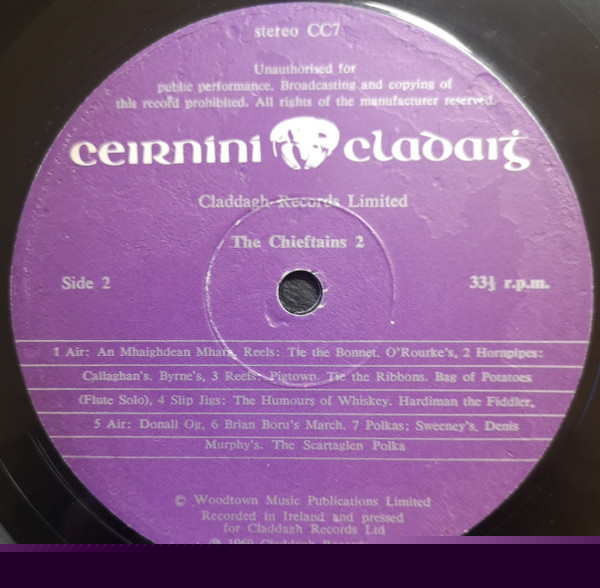 stereo CC7
Unauthorised for
public performance. Broadcasting and copying of
this record prohibited. All rights of the manufacturer reserved.
ceirníní claddaiġ
Claddagh Records Limited
The Chieftains 2
Side 2 33⅓ r.p.m.
1 Air: An Mhaighdean Mhara, Reels: Tie the Bonnet. O'Rourke's, 2 Hornpipes:
Callaghan's. Byrne's, 3 Reels: Pigtown. Tie the Ribbons. Bag of Potatoes
(Flute Solo), 4 Slip Jigs: The Humours of Whiskey. Hardiman the Fiddler,
5 Air: Donall Og, 6 Brian Boru's March. 7 Polkas: Sweeney's. Denis
Murphy's. The Scartaglen Polka
© Woodtown Music Publications Limited
Recorded in Ireland and pressed
for Claddagh Records Ltd
℗ 1969 Claddagh